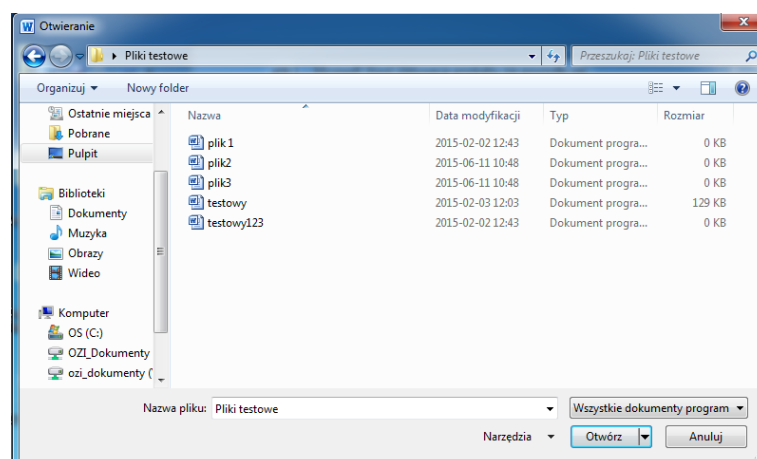 Otwieranie
Pliki testowe
Przeszukaj: Pliki testowe
Organizuj
Nowy folder
Ostatnie miejsca
Pobrane
Pulpit
Biblioteki
Dokumenty
Muzyka
Obrazy
Wideo
Komputer
OS (C:)
OZI_Dokumenty
ozi_dokumenty (
Nazwa Data modyfikacji Typ Rozmiar
plik 1 2015-02-02 12:43 Dokument progra... 0 KB
plik2 2015-06-11 10:48 Dokument progra... 0 KB
plik3 2015-06-11 10:48 Dokument progra... 0 KB
testowy 2015-02-03 12:03 Dokument progra... 129 KB
testowy123 2015-02-02 12:43 Dokument progra... 0 KB
Nazwa pliku: Pliki testowe Wszystkie dokumenty program
Narzędzia Otwórz Anuluj